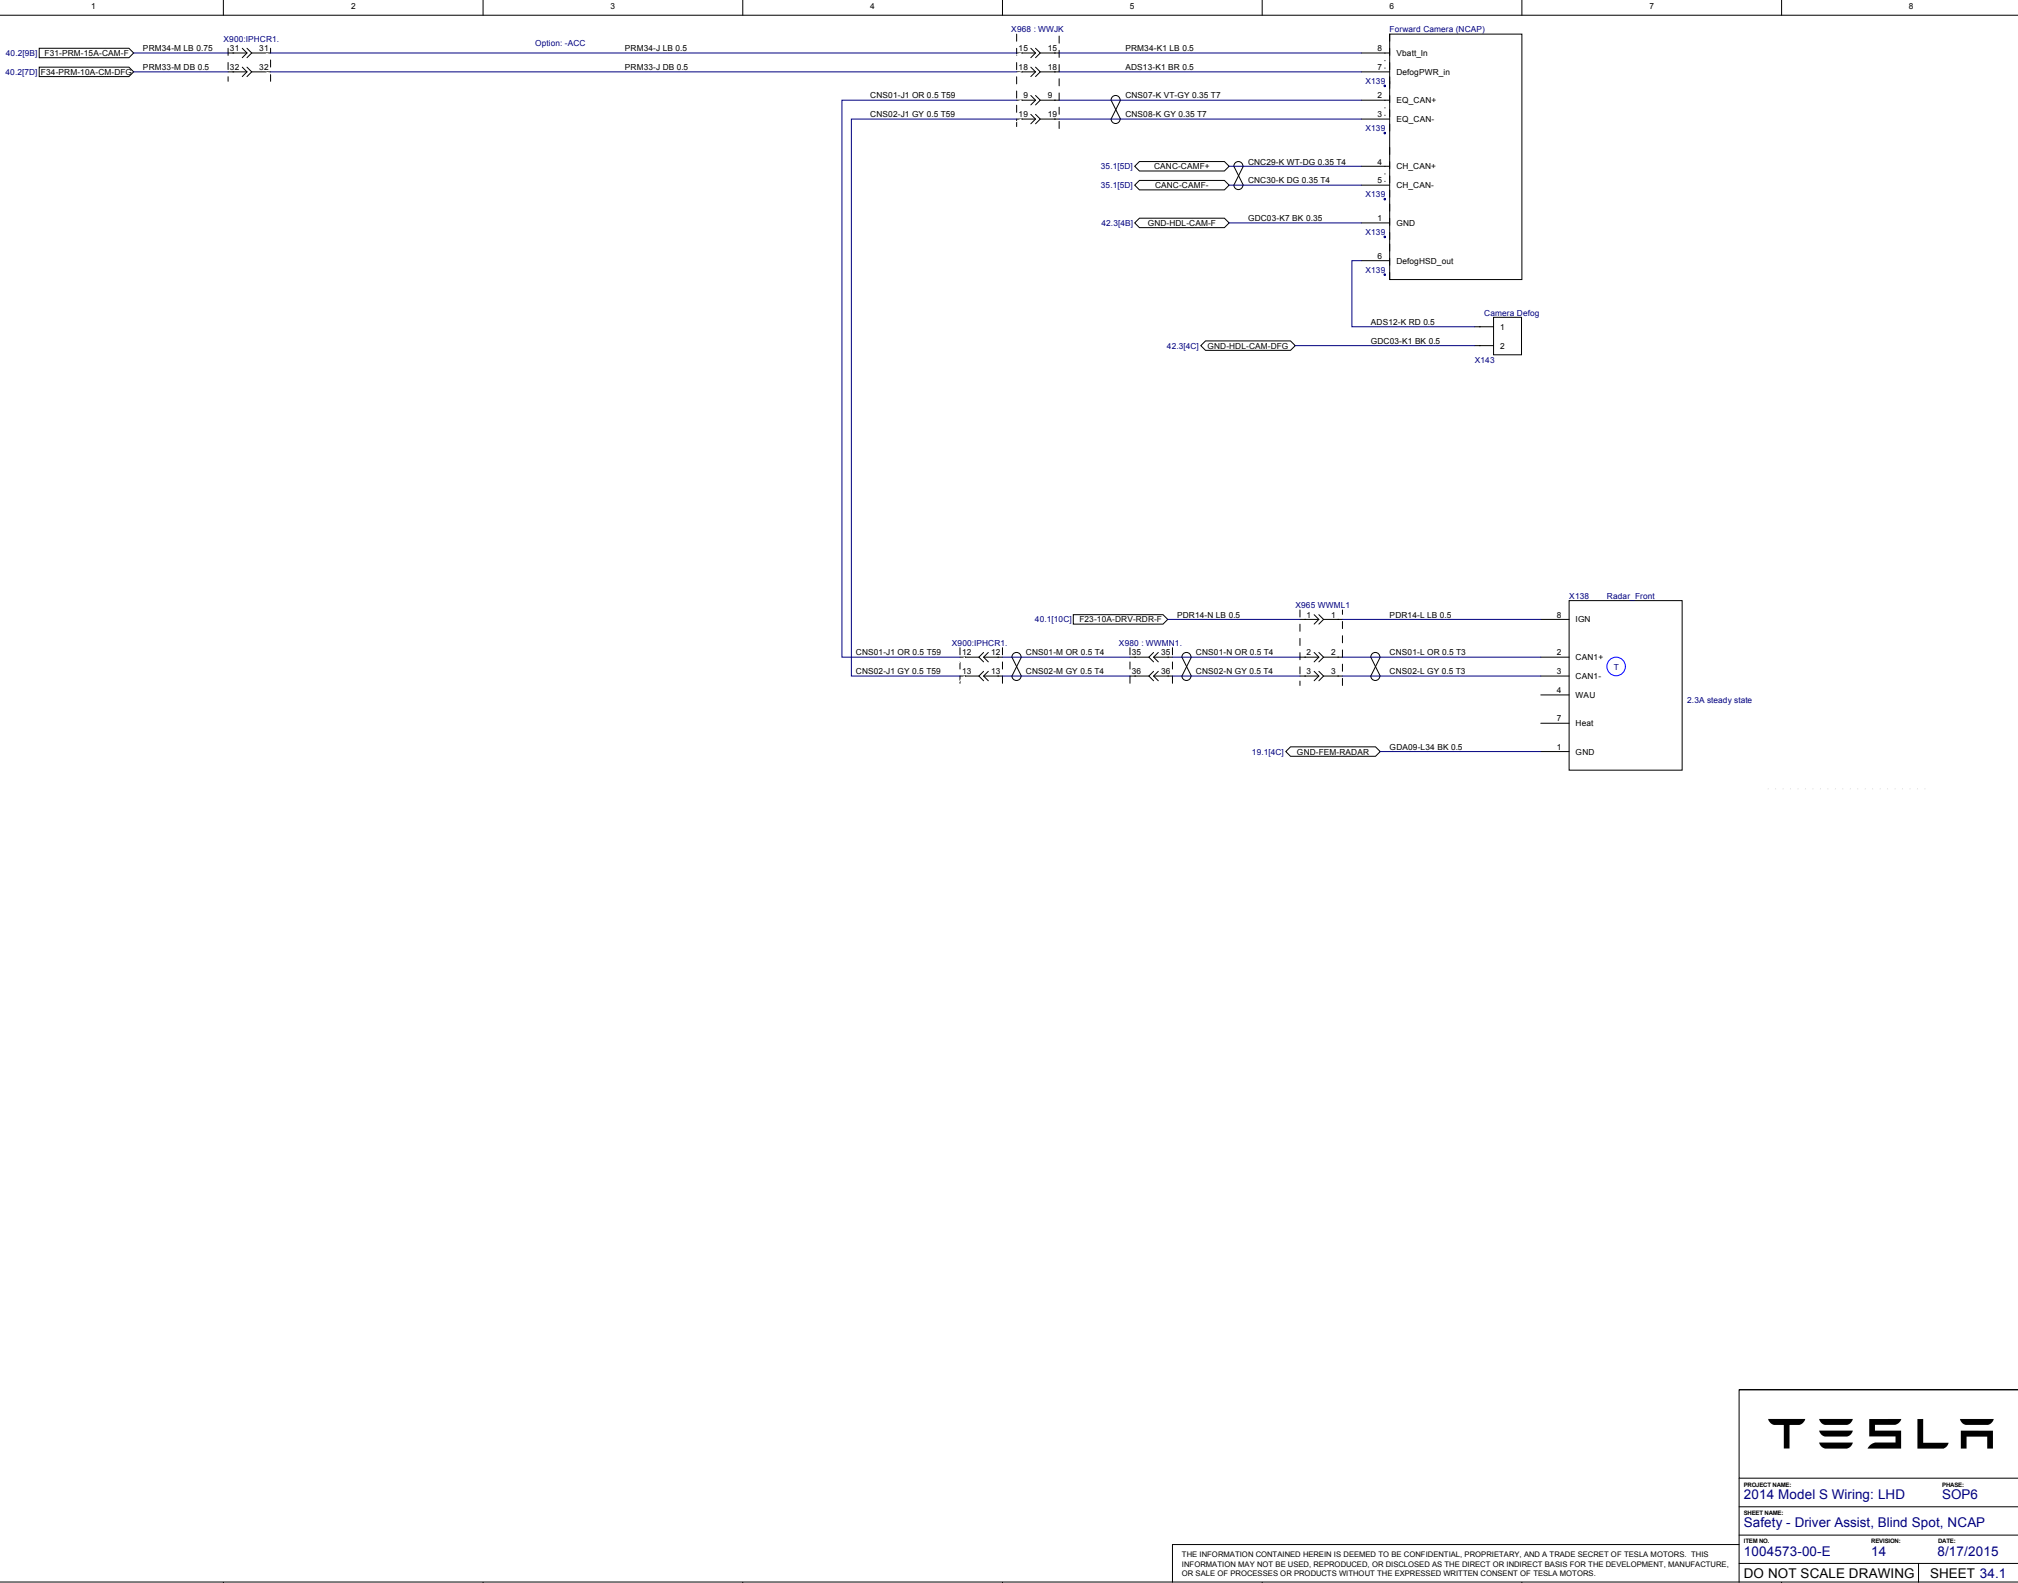 1 2 3 4 5 6 7 8
X968 : WWJK
Forward Camera (NCAP)
X900:IPHCR1.
Option: -ACC
40.2[9B] F31-PRM-15A-CAM-F PRM34-M LB 0.75 31 31 PRM34-J LB 0.5 15 15 PRM34-K1 LB 0.5 8 Vbatt_In
40.2[7D] F34-PRM-10A-CM-DFG PRM33-M DB 0.5 32 32 PRM33-J DB 0.5 18 18 ADS13-K1 BR 0.5 7 DefogPWR_in
X139
CNS01-J1 OR 0.5 T59 9 9 CNS07-K VT-GY 0.35 T7 2 EQ_CAN+
CNS02-J1 GY 0.5 T59 19 19 CNS08-K GY 0.35 T7 3 EQ_CAN-
X139
35.1[5D] CANC-CAMF+ CNC29-K WT-DG 0.35 T4 4 CH_CAN+
35.1[5D] CANC-CAMF- CNC30-K DG 0.35 T4 5 CH_CAN-
X139
42.3[4B] GND-HDL-CAM-F GDC03-K7 BK 0.35 1 GND
X139
6 DefogHSD_out
X139
Camera Defog
ADS12-K RD 0.5 1
42.3[4C] GND-HDL-CAM-DFG GDC03-K1 BK 0.5 2
X143
X138 Radar Front
X965 WWML1
40.1[10C] F23-10A-DRV-RDR-F PDR14-N LB 0.5 1 1 PDR14-L LB 0.5 8 IGN
X900:IPHCR1. X980 : WWMN1.
CNS01-J1 OR 0.5 T59 12 12 CNS01-M OR 0.5 T4 35 35 CNS01-N OR 0.5 T4 2 2 CNS01-L OR 0.5 T3 2 CAN1+
T
CNS02-J1 GY 0.5 T59 13 13 CNS02-M GY 0.5 T4 36 36 CNS02-N GY 0.5 T4 3 3 CNS02-L GY 0.5 T3 3 CAN1-
4 WAU
2.3A steady state
7 Heat
19.1[4C] GND-FEM-RADAR GDA09-L34 BK 0.5 1 GND
TESLA
PROJECT NAME: PHASE:
2014 Model S Wiring: LHD SOP6
SHEET NAME:
Safety - Driver Assist, Blind Spot, NCAP
ITEM NO. REVISION: DATE:
1004573-00-E 14 8/17/2015
DO NOT SCALE DRAWING SHEET 34.1
THE INFORMATION CONTAINED HEREIN IS DEEMED TO BE CONFIDENTIAL, PROPRIETARY, AND A TRADE SECRET OF TESLA MOTORS. THIS
INFORMATION MAY NOT BE USED, REPRODUCED, OR DISCLOSED AS THE DIRECT OR INDIRECT BASIS FOR THE DEVELOPMENT, MANUFACTURE,
OR SALE OF PROCESSES OR PRODUCTS WITHOUT THE EXPRESSED WRITTEN CONSENT OF TESLA MOTORS.